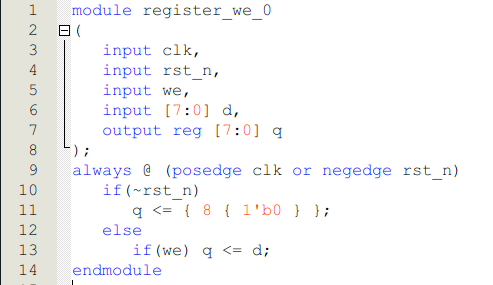 1 module register_we_0
2 (
3 input clk,
4 input rst_n,
5 input we,
6 input [7:0] d,
7 output reg [7:0] q
8 );
9 always @ (posedge clk or negedge rst_n)
10 if(~rst_n)
11 q <= { 8 { 1'b0 } };
12 else
13 if(we) q <= d;
14 endmodule